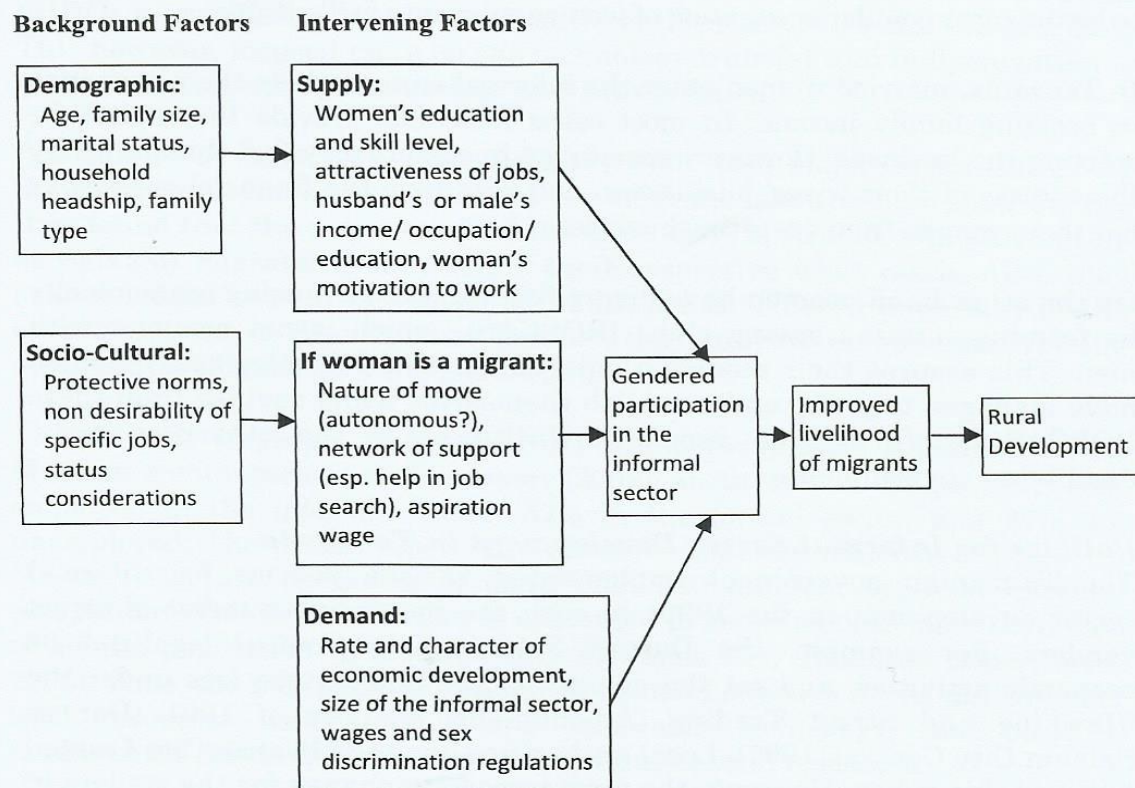 Background Factors
Intervening Factors
Demographic:
Age, family size,
marital status,
household
headship, family
type
Supply:
Women's education
and skill level,
attractiveness of jobs,
husband's or male's
income/occupation/
education, woman's
motivation to work
Socio-Cultural:
Protective norms,
non desirability of
specific jobs,
status
considerations
If woman is a migrant:
Nature of move
(autonomous?),
network of support
(esp. help in job
search), aspiration
wage
Gendered
participation
in the
informal
sector
Improved
livelihood
of migrants
Rural
Development
Demand:
Rate and character of
economic development,
size of the informal sector,
wages and sex
discrimination regulations